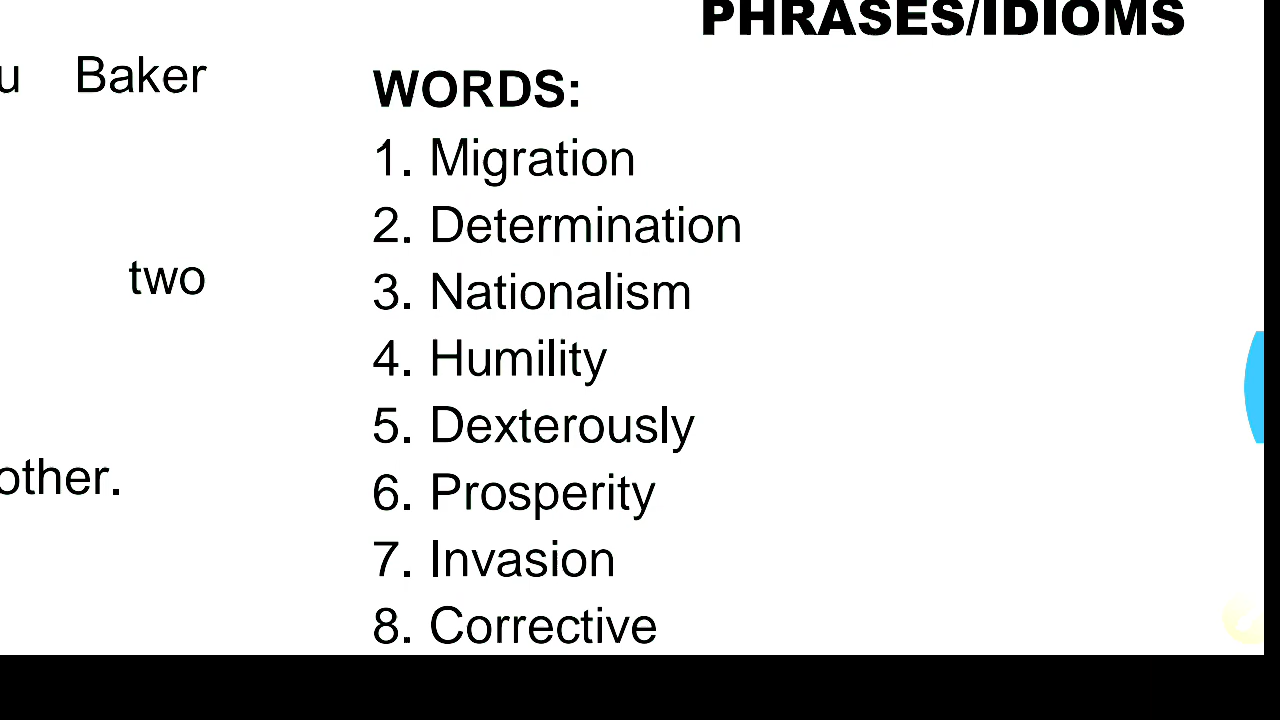 PHRASES/IDIOMS
u Baker
two
other.
WORDS:
1. Migration
2. Determination
3. Nationalism
4. Humility
5. Dexterously
6. Prosperity
7. Invasion
8. Corrective